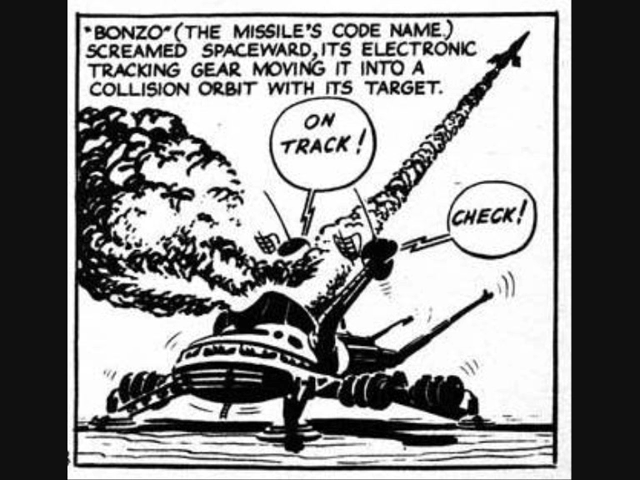 "BONZO" (THE MISSILE'S CODE NAME.)
SCREAMED SPACEWARD, ITS ELECTRONIC
TRACKING GEAR MOVING IT INTO A
COLLISION ORBIT WITH ITS TARGET.
ON
TRACK!
CHECK!